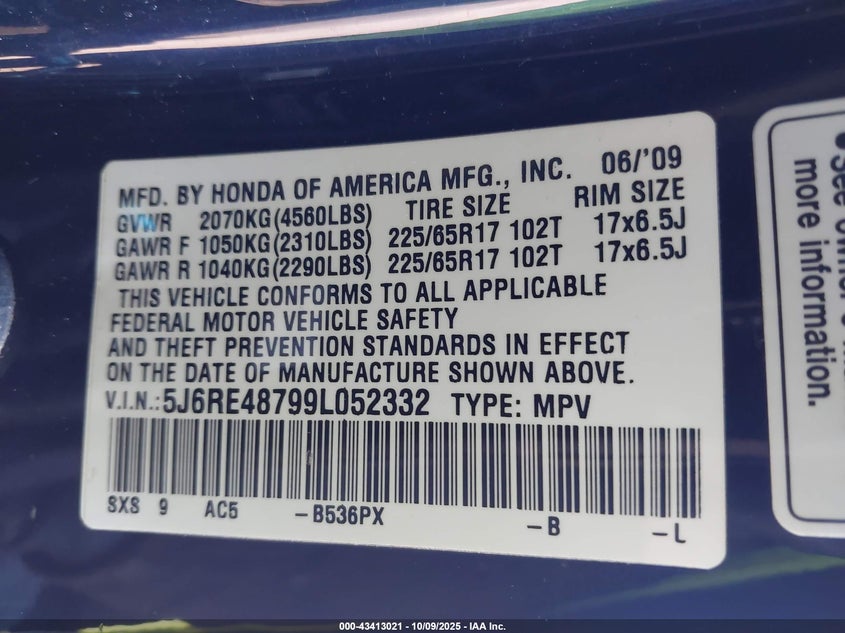 MFD. BY HONDA OF AMERICA MFG., INC. 06/'09
GVWR 2070KG(4560LBS) TIRE SIZE RIM SIZE
GAWR F 1050KG(2310LBS) 225/65R17 102T 17x6.5J
GAWR R 1040KG(2290LBS) 225/65R17 102T 17x6.5J
THIS VEHICLE CONFORMS TO ALL APPLICABLE
FEDERAL MOTOR VEHICLE SAFETY
AND THEFT PREVENTION STANDARDS IN EFFECT
ON THE DATE OF MANUFACTURE SHOWN ABOVE.
V.I.N.:5J6RE48799L052332 TYPE: MPV
SXS 9 AC5 -B536PX -B -L
• See owner's
more information.
000-43413021 - 10/09/2025 - IAA Inc.